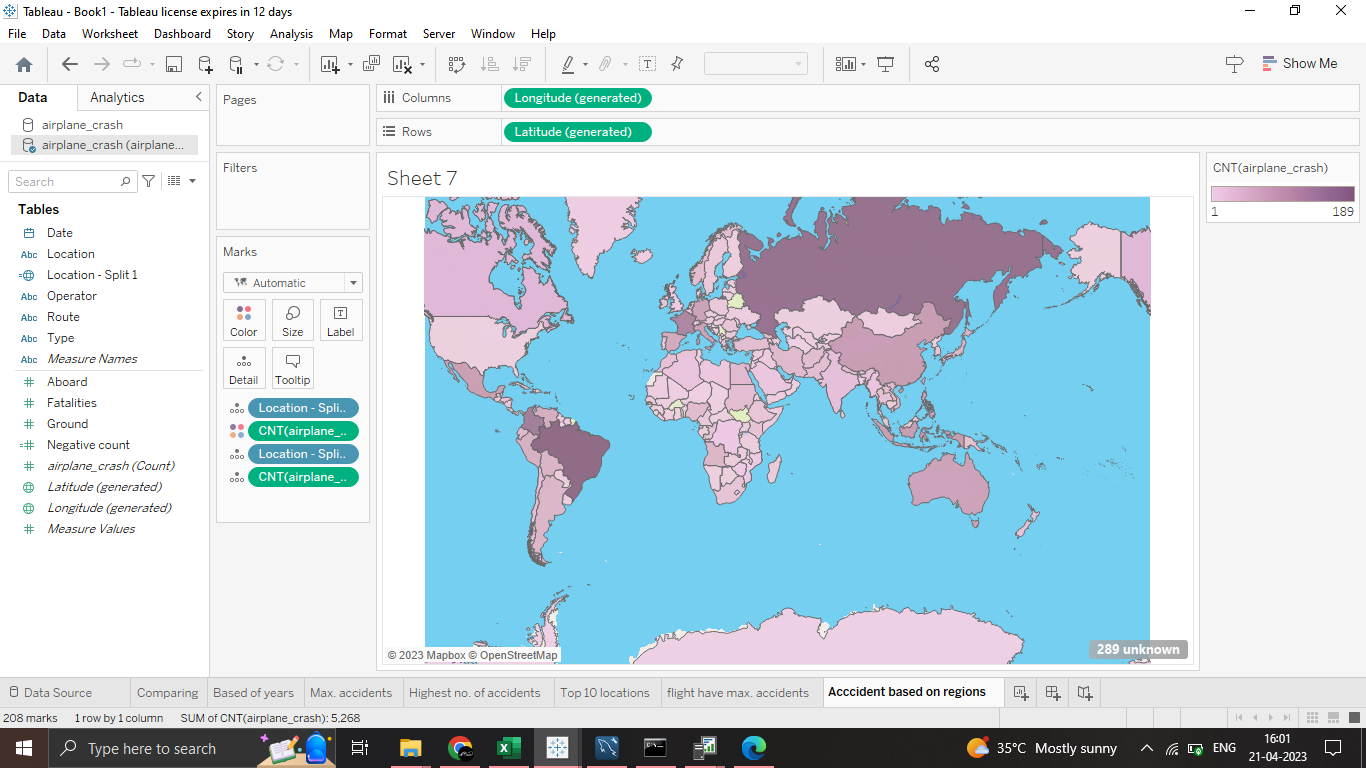 Tableau - Book1 - Tableau license expires in 12 days
File Data Worksheet Dashboard Story Analysis Map Format Server Window Help
Show Me
Data Analytics
airplane_crash
airplane_crash (airplane...
Search
Tables
Date
Abc Location
Location - Split 1
Abc Operator
Abc Route
Abc Type
Abc Measure Names
Aboard
Fatalities
Ground
Negative count
airplane_crash (Count)
Latitude (generated)
Longitude (generated)
Measure Values
Pages
Filters
Marks
Automatic
Color Size Label
Detail Tooltip
Location - Spli..
CNT(airplane_..
Location - Spli..
CNT(airplane_..
Columns Longitude (generated)
Rows Latitude (generated)
Sheet 7
© 2023 Mapbox © OpenStreetMap
289 unknown
CNT(airplane_crash)
1 189
Data Source Comparing Based of years Max. accidents Highest no. of accidents Top 10 locations flight have max. accidents Acccident based on regions
208 marks 1 row by 1 column SUM of CNT(airplane_crash): 5,268
Type here to search
35°C Mostly sunny
ENG
16:01
21-04-2023